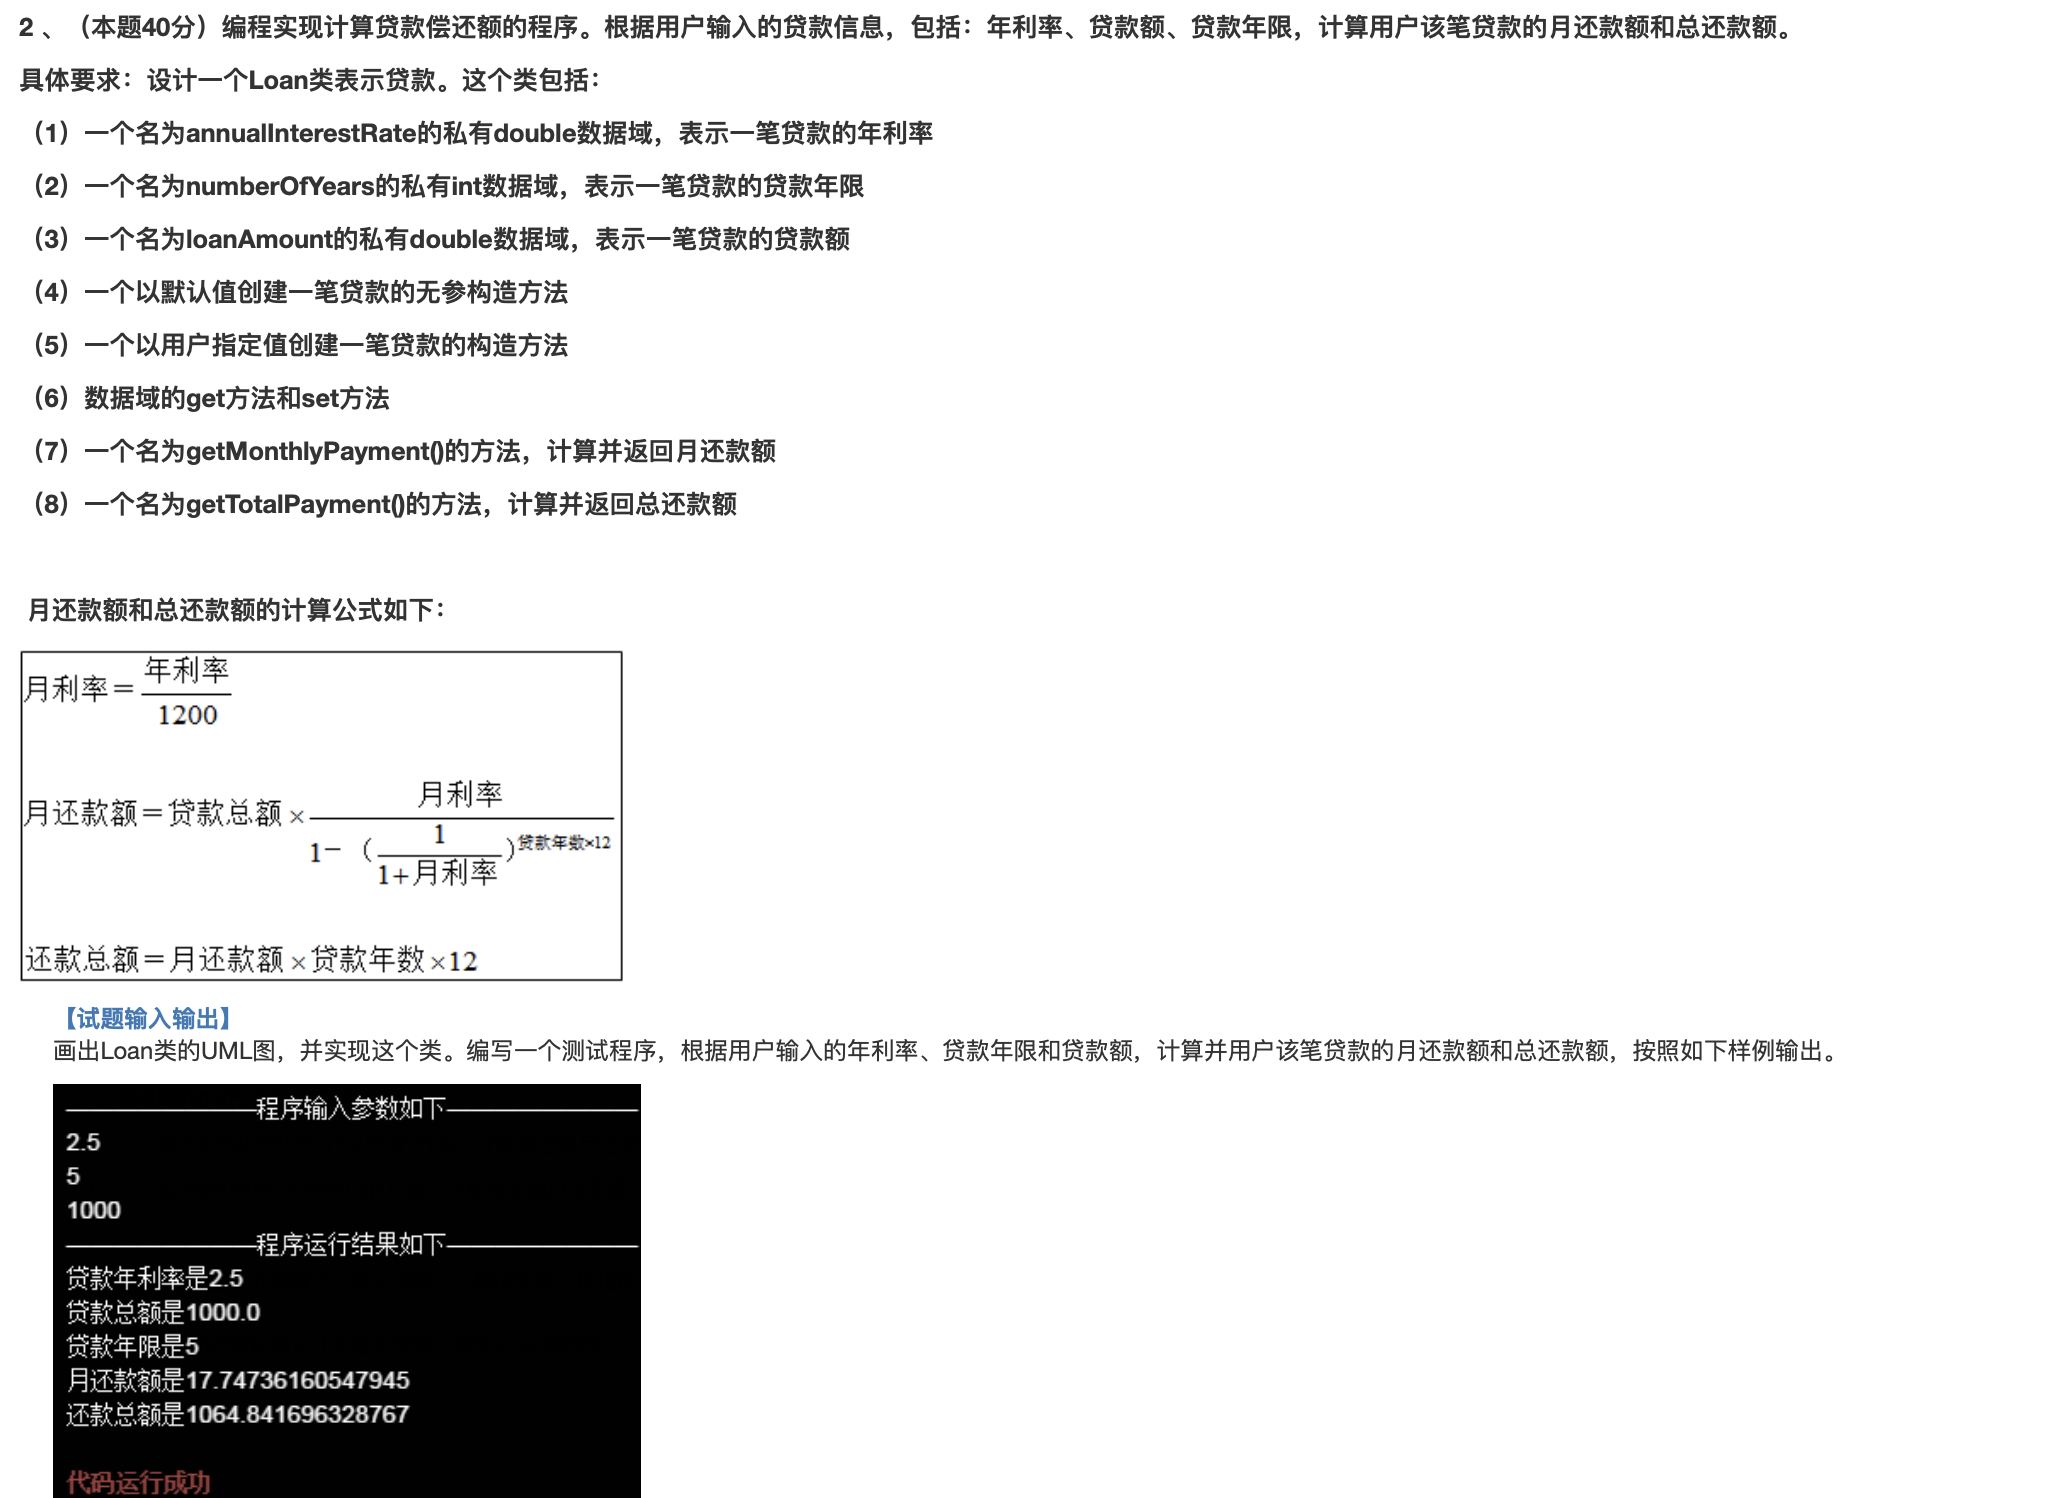 2 、（本题40分）编程实现计算贷款偿还额的程序。根据用户输入的贷款信息，包括：年利率、贷款额、贷款年限，计算用户该笔贷款的月还款额和总还款额。
具体要求：设计一个Loan类表示贷款。这个类包括：
（1）一个名为annualInterestRate的私有double数据域，表示一笔贷款的年利率
（2）一个名为numberOfYears的私有int数据域，表示一笔贷款的贷款年限
（3）一个名为loanAmount的私有double数据域，表示一笔贷款的贷款额
（4）一个以默认值创建一笔贷款的无参构造方法
（5）一个以用户指定值创建一笔贷款的构造方法
（6）数据域的get方法和set方法
（7）一个名为getMonthlyPayment()的方法，计算并返回月还款额
（8）一个名为getTotalPayment()的方法，计算并返回总还款额
月还款额和总还款额的计算公式如下：
月利率＝年利率/1200
月还款额＝贷款总额×月利率/(1－（1/(1+月利率)）^贷款年数×12)
还款总额＝月还款额×贷款年数×12
【试题输入输出】
画出Loan类的UML图，并实现这个类。编写一个测试程序，根据用户输入的年利率、贷款年限和贷款额，计算并用户该笔贷款的月还款额和总还款额，按照如下样例输出。
————————程序输入参数如下————————
2.5
5
1000
————————程序运行结果如下————————
贷款年利率是2.5
贷款总额是1000.0
贷款年限是5
月还款额是17.74736160547945
还款总额是1064.841696328767
代码运行成功